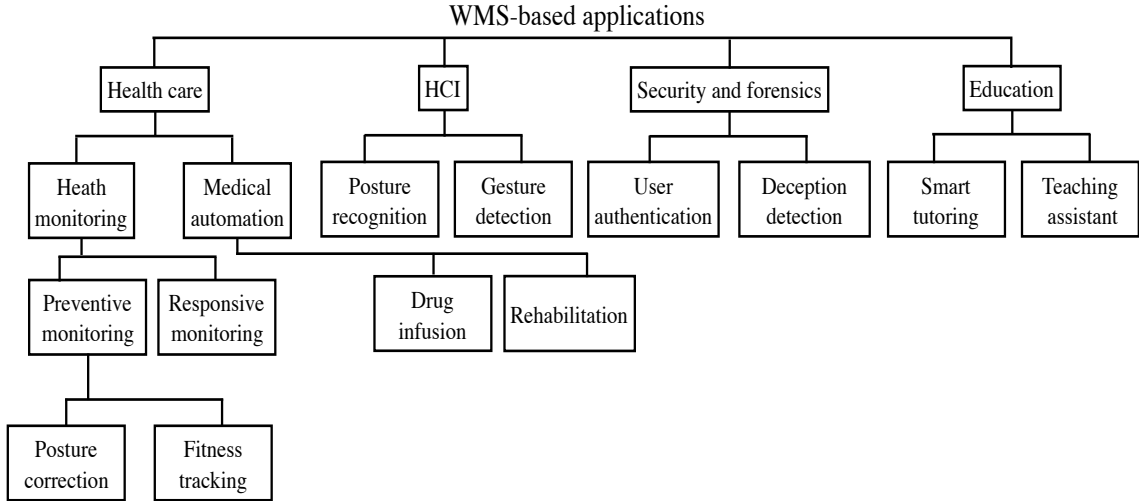 WMS-based applications
Health care
HCI
Security and forensics
Education
Heath
monitoring
Medical
automation
Posture
recognition
Gesture
detection
User
authentication
Deception
detection
Smart
tutoring
Teaching
assistant
Preventive
monitoring
Responsive
monitoring
Drug
infusion
Rehabilitation
Posture
correction
Fitness
tracking